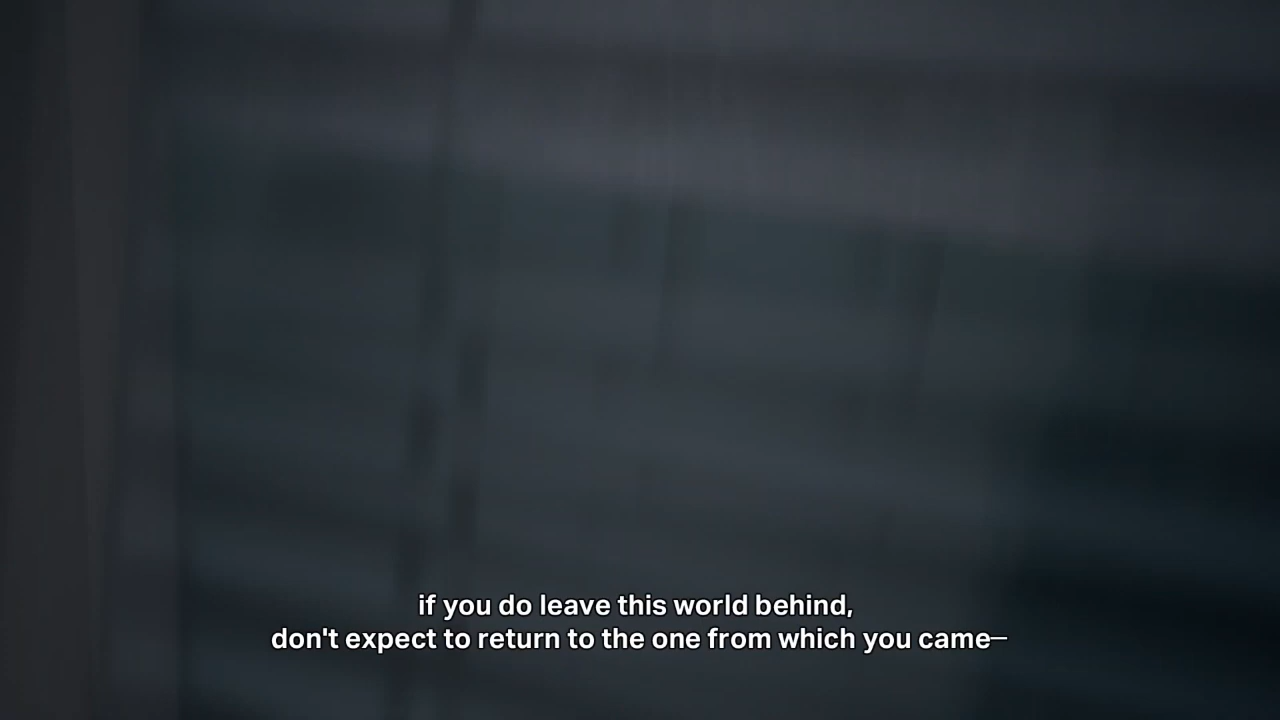 if you do leave this world behind,
don't expect to return to the one from which you came—